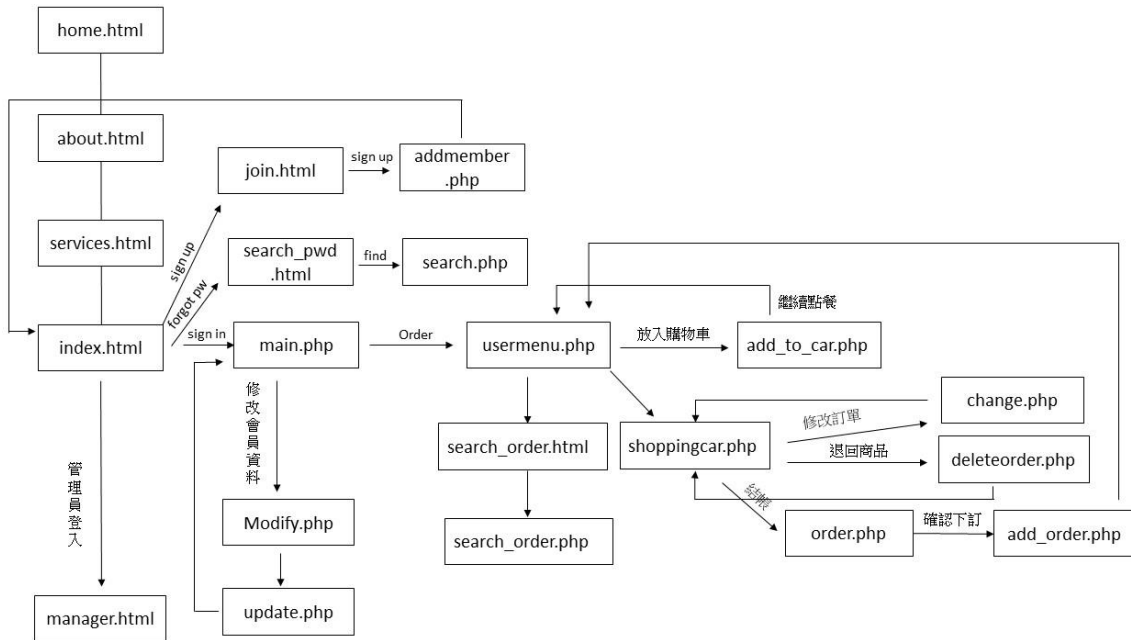 home.html
about.html
services.html
index.html
manager.html
sign up
forgot pw
sign in
管理員登入
join.html
sign up
addmember
.php
search_pwd
.html
find
search.php
main.php
Order
修改會員資料
Modify.php
update.php
usermenu.php
放入購物車
add_to_car.php
繼續點餐
search_order.html
search_order.php
shoppingcar.php
修改訂單
change.php
退回商品
deleteorder.php
結帳
order.php
確認下訂
add_order.php